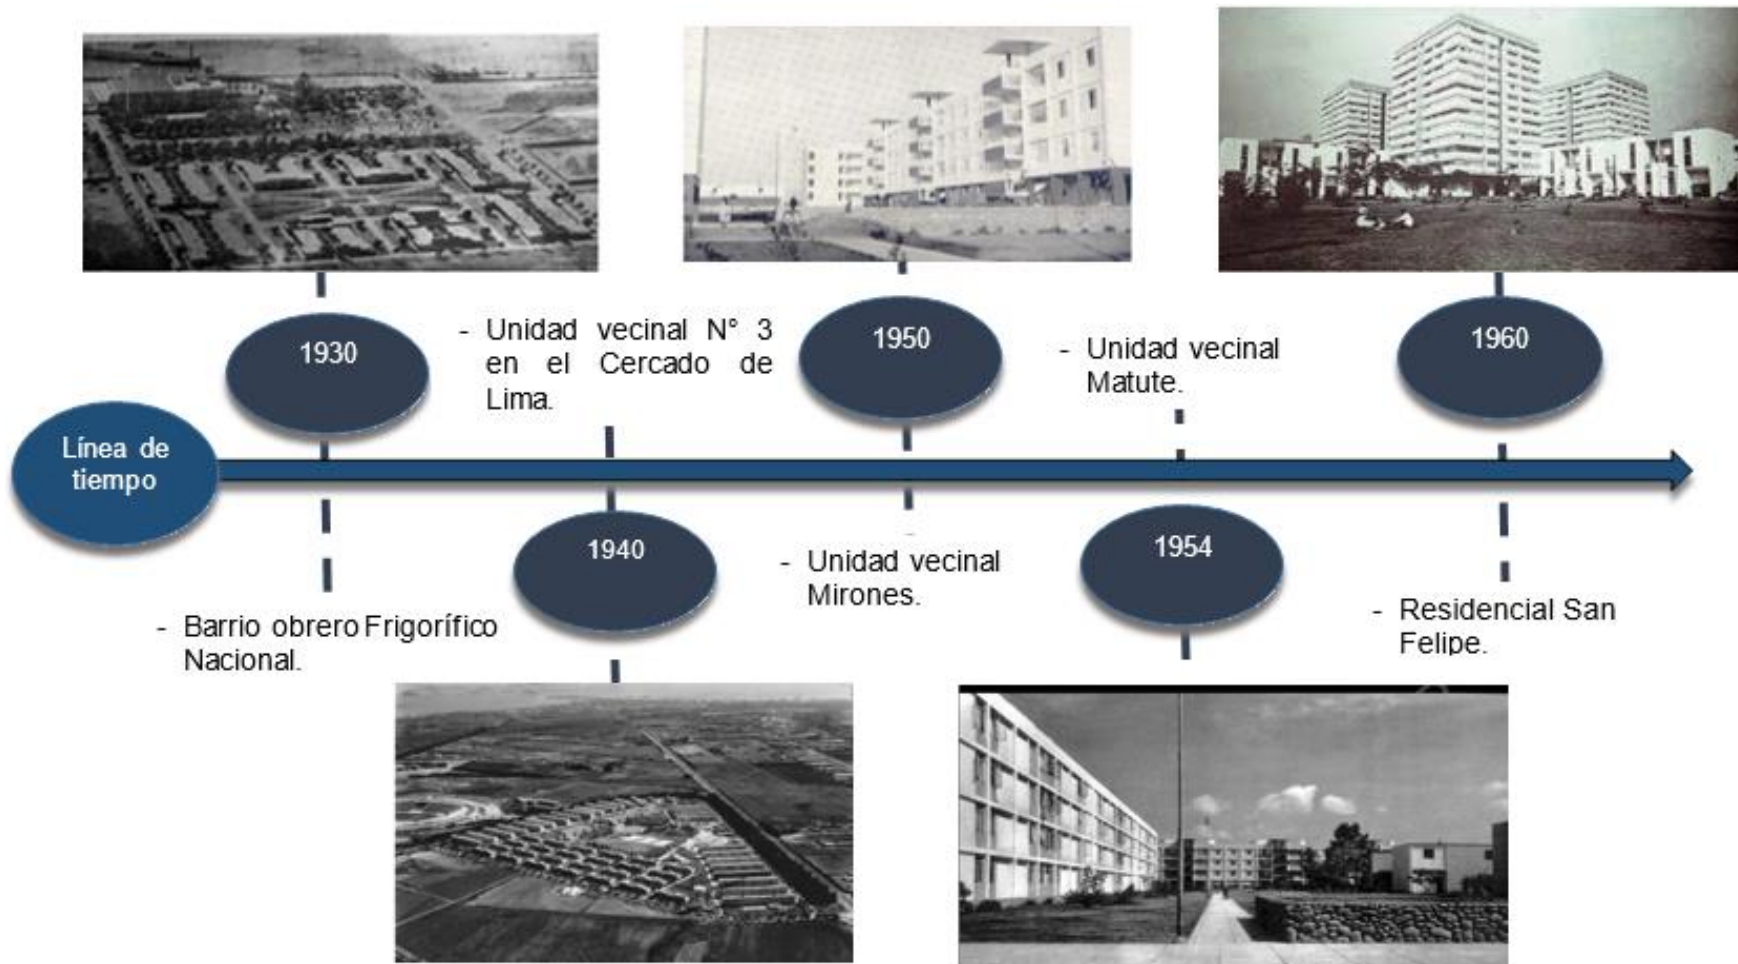 Línea de
tiempo
1930
- Barrio obrero Frigorífico
Nacional.
- Unidad vecinal N° 3
en el Cercado de
Lima.
1940
1950
- Unidad vecinal
Mirones.
- Unidad vecinal
Matute.
1954
1960
- Residencial San
Felipe.